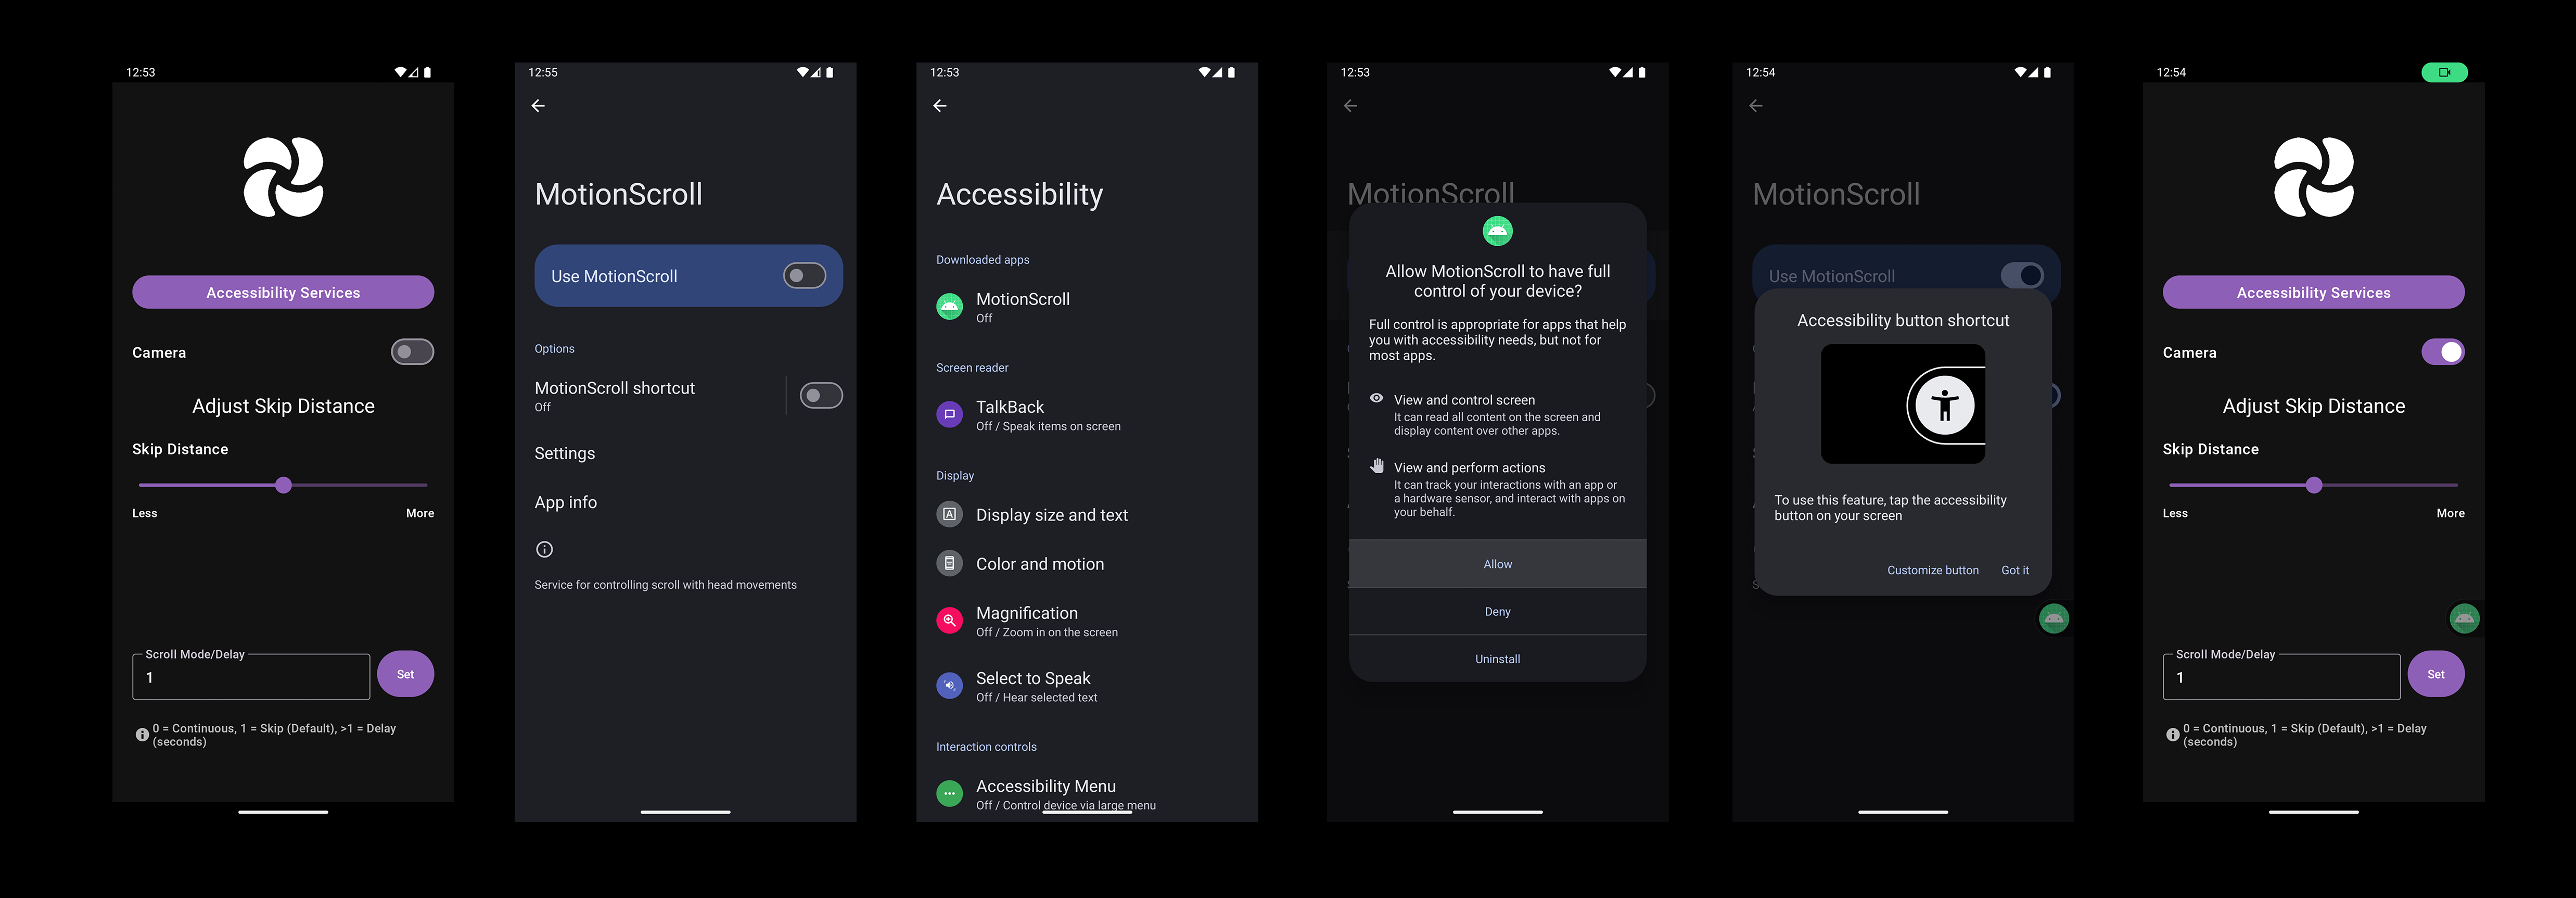 12:53
Accessibility Services
Camera
Adjust Skip Distance
Skip Distance
Less
More
Scroll Mode/Delay
1
Set
0 = Continuous, 1 = Skip (Default), >1 = Delay
(seconds)
12:55
MotionScroll
Use MotionScroll
Options
MotionScroll shortcut
Off
Settings
App info
Service for controlling scroll with head movements
12:53
Accessibility
Downloaded apps
MotionScroll
Off
Screen reader
TalkBack
Off / Speak items on screen
Display
Display size and text
Color and motion
Magnification
Off / Zoom in on the screen
Select to Speak
Off / Hear selected text
Interaction controls
Accessibility Menu
Off / Control device via large menu
12:53
MotionScroll
Allow MotionScroll to have full
control of your device?
Full control is appropriate for apps that help
you with accessibility needs, but not for
most apps.
View and control screen
It can read all content on the screen and
display content over other apps.
View and perform actions
It can track your interactions with an app or
a hardware sensor, and interact with apps on
your behalf.
Allow
Deny
Uninstall
12:54
MotionScroll
Use MotionScroll
Accessibility button shortcut
To use this feature, tap the accessibility
button on your screen
Customize button
Got it
12:54
Accessibility Services
Camera
Adjust Skip Distance
Skip Distance
Less
More
Scroll Mode/Delay
1
Set
0 = Continuous, 1 = Skip (Default), >1 = Delay
(seconds)